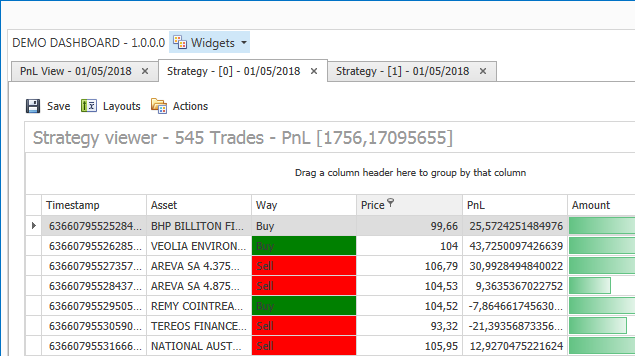 DEMO DASHBOARD - 1.0.0.0 Widgets
PnL View - 01/05/2018 Strategy - [0] - 01/05/2018 Strategy - [1] - 01/05/2018
Save Layouts Actions
Strategy viewer - 545 Trades - PnL [1756,17095655]
Drag a column header here to group by that column
Timestamp Asset Way Price PnL Amount
63660795525284... BHP BILLITON FI... Buy 99,66 25,5724251484976
63660795526285... VEOLIA ENVIRON... Buy 104 43,7250097426639
63660795527357... AREVA SA 4.375... Sell 106,79 30,9928494840022
63660795528437... AREVA SA 4.875... Sell 104,53 9,3635367022752
63660795529505... REMY COINTREA... Buy 104,52 -7,864661745630...
63660795530590... TEREOS FINANCE... Sell 93,32 -21,39356873356...
63660795531666... NATIONAL AUST... Sell 105,95 12,9270475221624